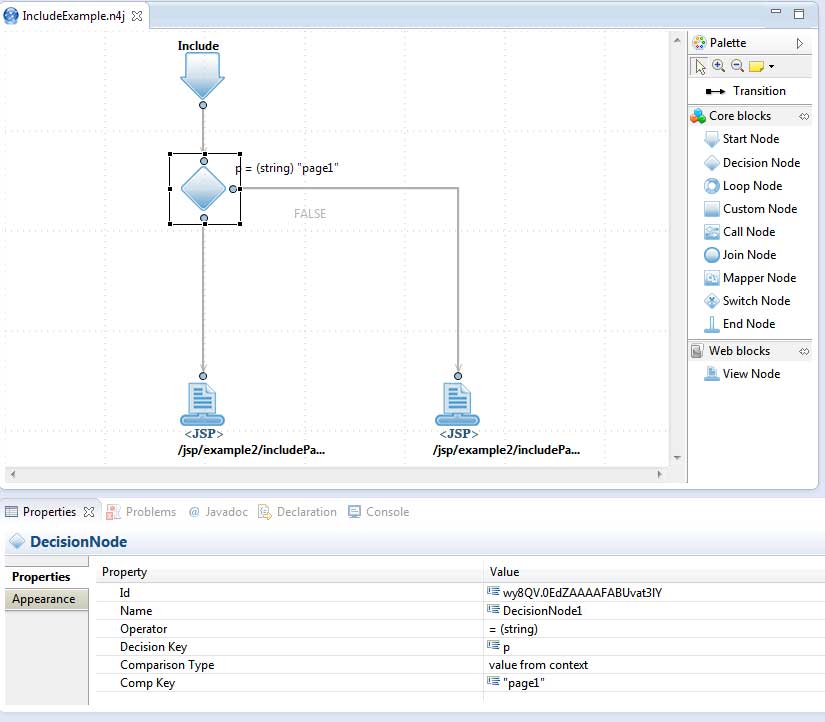 IncludeExample.n4j
Include
p = (string) "page1"
FALSE
<JSP>
/jsp/example2/includePa...
<JSP>
/jsp/example2/includePa...
Palette
Transition
Core blocks
Start Node
Decision Node
Loop Node
Custom Node
Call Node
Join Node
Mapper Node
Switch Node
End Node
Web blocks
View Node
Properties
Problems
@ Javadoc
Declaration
Console
DecisionNode
Properties
Appearance
Property Value
Id wy8QV.0EdZAAAAFABUvat3lY
Name DecisionNode1
Operator = (string)
Decision Key p
Comparison Type value from context
Comp Key "page1"